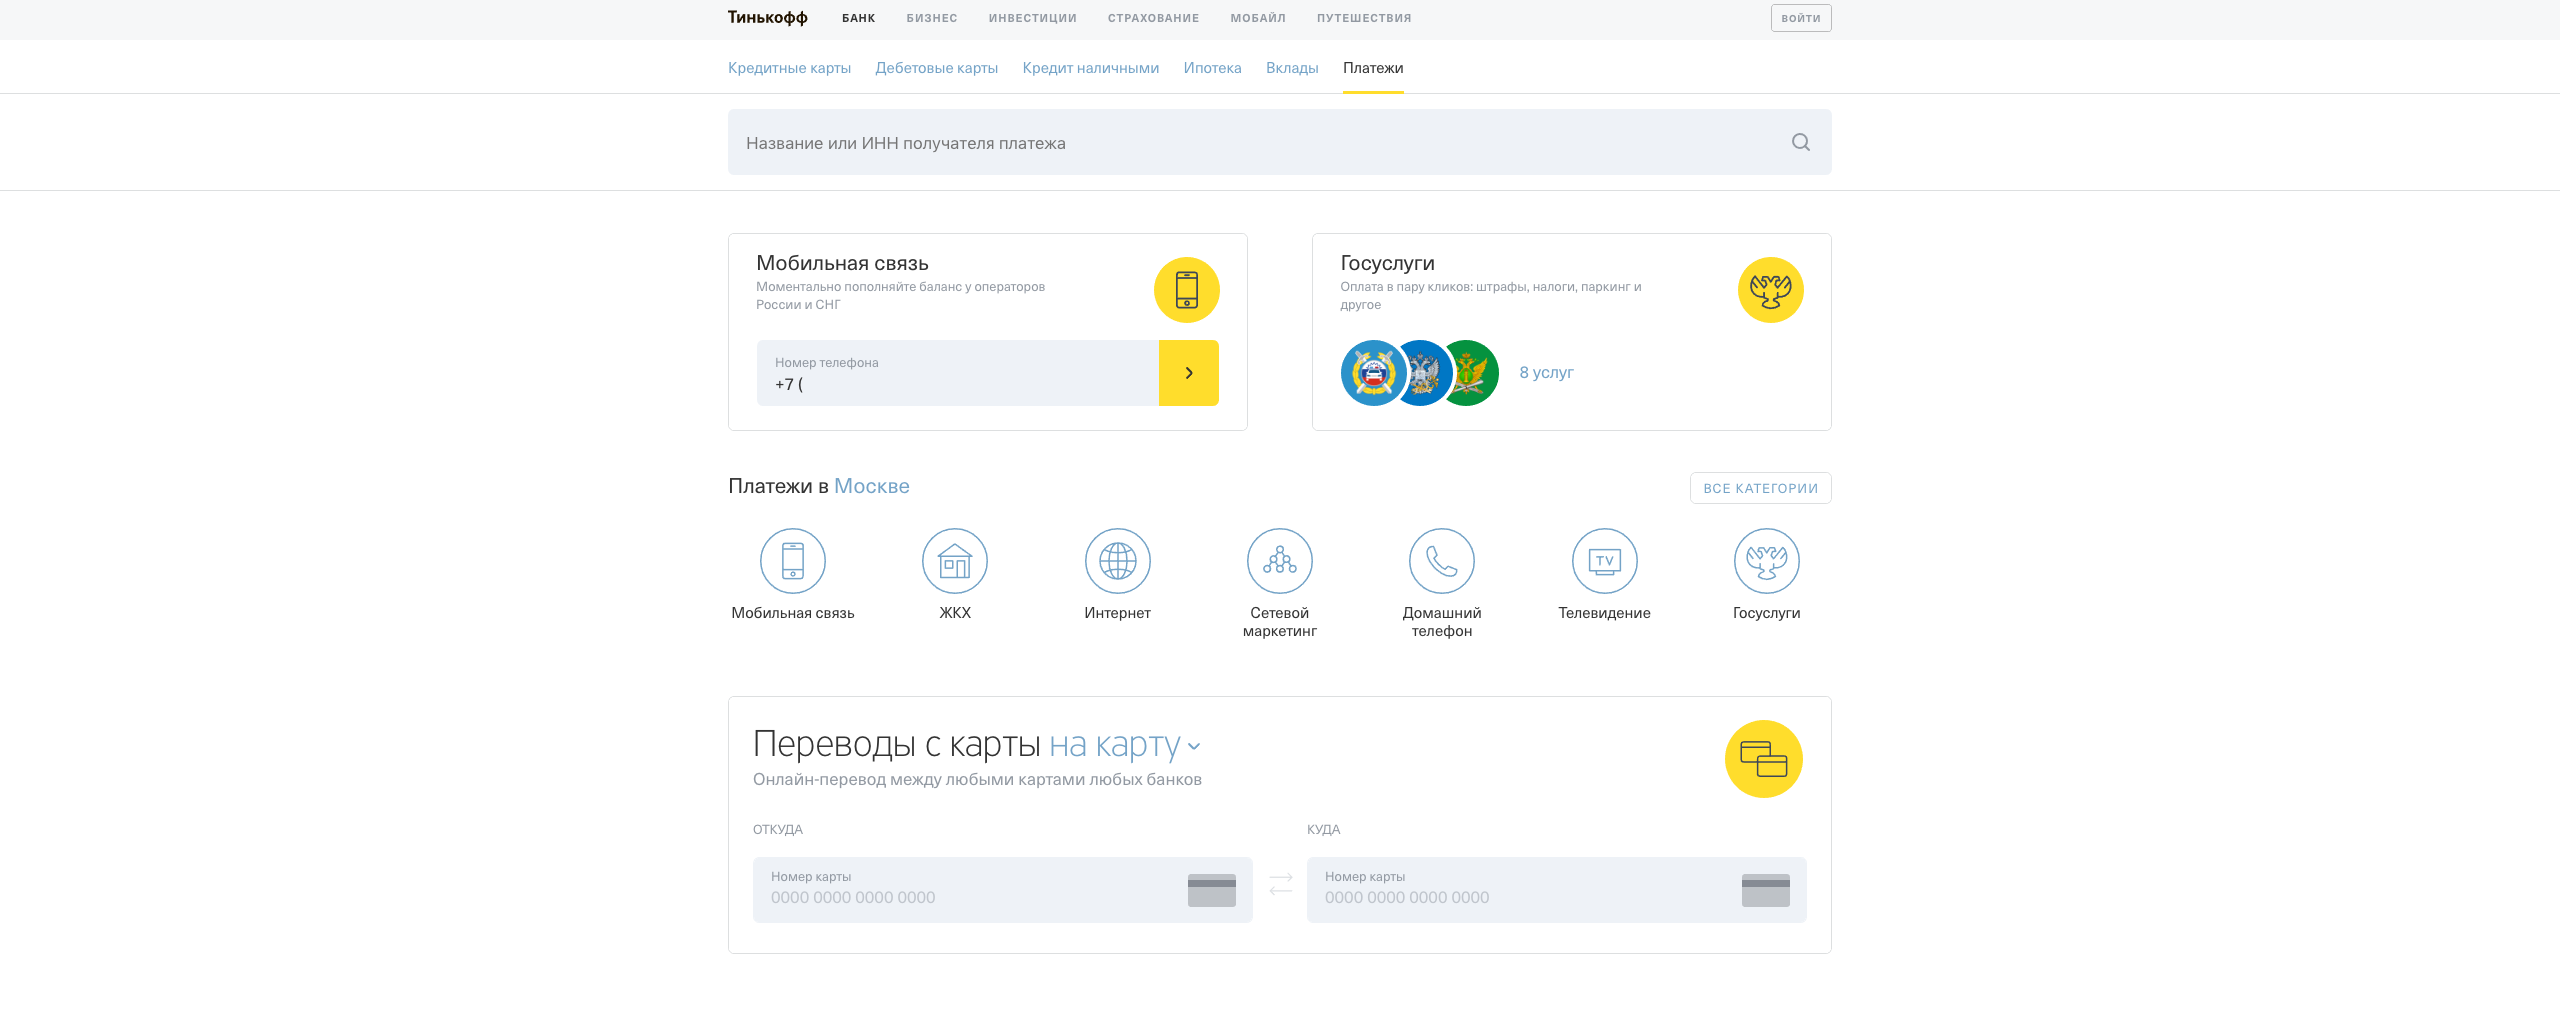 Тинькофф БАНК БИЗНЕС ИНВЕСТИЦИИ СТРАХОВАНИЕ МОБАЙЛ ПУТЕШЕСТВИЯ ВОЙТИ
Кредитные карты Дебетовые карты Кредит наличными Ипотека Вклады Платежи
Название или ИНН получателя платежа
Мобильная связь
Моментально пополняйте баланс у операторов
России и СНГ
Номер телефона
+7 (
Госуслуги
Оплата в пару кликов: штрафы, налоги, паркинг и
другое
8 услуг
Платежи в Москве
ВСЕ КАТЕГОРИИ
Мобильная связь
ЖКХ
Интернет
Сетевой
маркетинг
Домашний
телефон
TV
Телевидение
Госуслуги
Переводы с карты на карту
Онлайн-перевод между любыми картами любых банков
ОТКУДА
Номер карты
0000 0000 0000 0000
КУДА
Номер карты
0000 0000 0000 0000